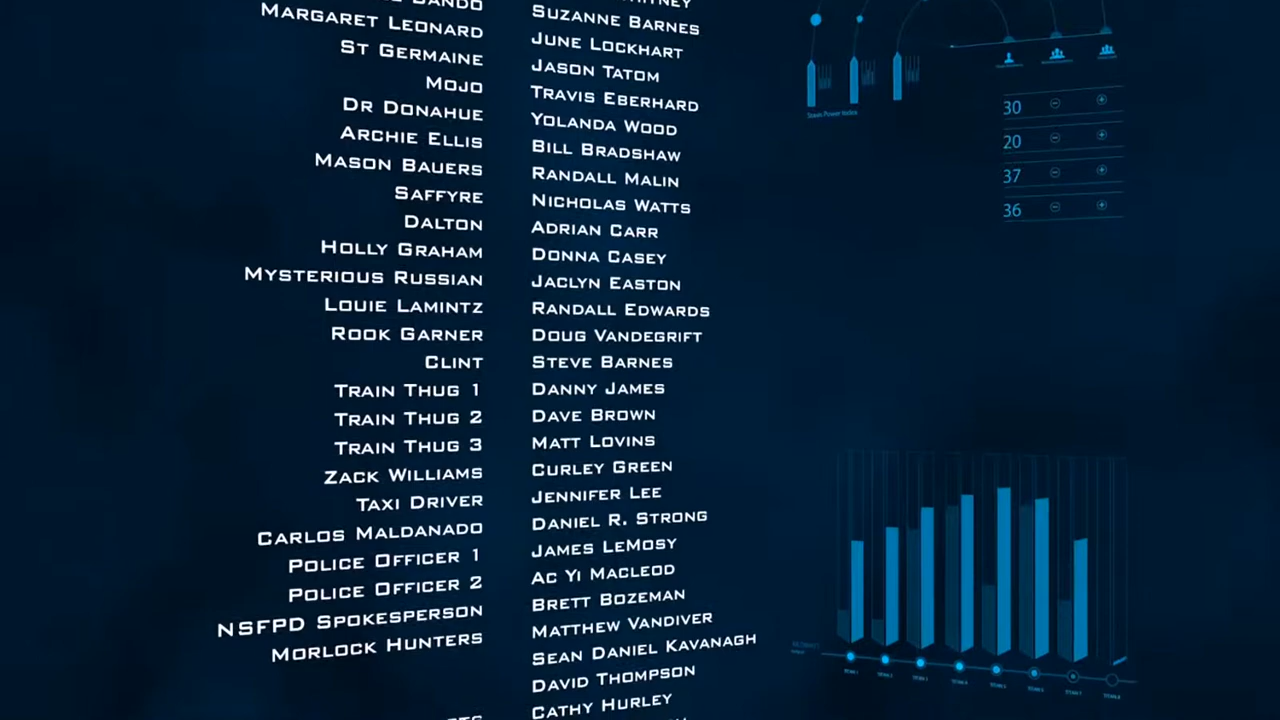 SUZANNE BARNES
MARGARET LEONARD JUNE LOCKHART
ST GERMAINE JASON TATOM
MOJO TRAVIS EBERHARD
DR DONAHUE YOLANDA WOOD
ARCHIE ELLIS BILL BRADSHAW
MASON BAUERS RANDALL MALIN
SAFFYRE NICHOLAS WATTS
DALTON ADRIAN CARR
HOLLY GRAHAM DONNA CASEY
MYSTERIOUS RUSSIAN JACLYN EASTON
LOUIE LAMINTZ RANDALL EDWARDS
ROOK GARNER DOUG VANDEGRIFT
CLINT STEVE BARNES
TRAIN THUG 1 DANNY JAMES
TRAIN THUG 2 DAVE BROWN
TRAIN THUG 3 MATT LOVINS
ZACK WILLIAMS CURLEY GREEN
TAXI DRIVER JENNIFER LEE
CARLOS MALDANADO DANIEL R. STRONG
POLICE OFFICER 1 JAMES LEMOSY
POLICE OFFICER 2 AC YI MACLEOD
NSFPD SPOKESPERSON BRETT BOZEMAN
MORLOCK HUNTERS MATTHEW VANDIVER
SEAN DANIEL KAVANAGH
DAVID THOMPSON
CATHY HURLEY
30
20
37
36